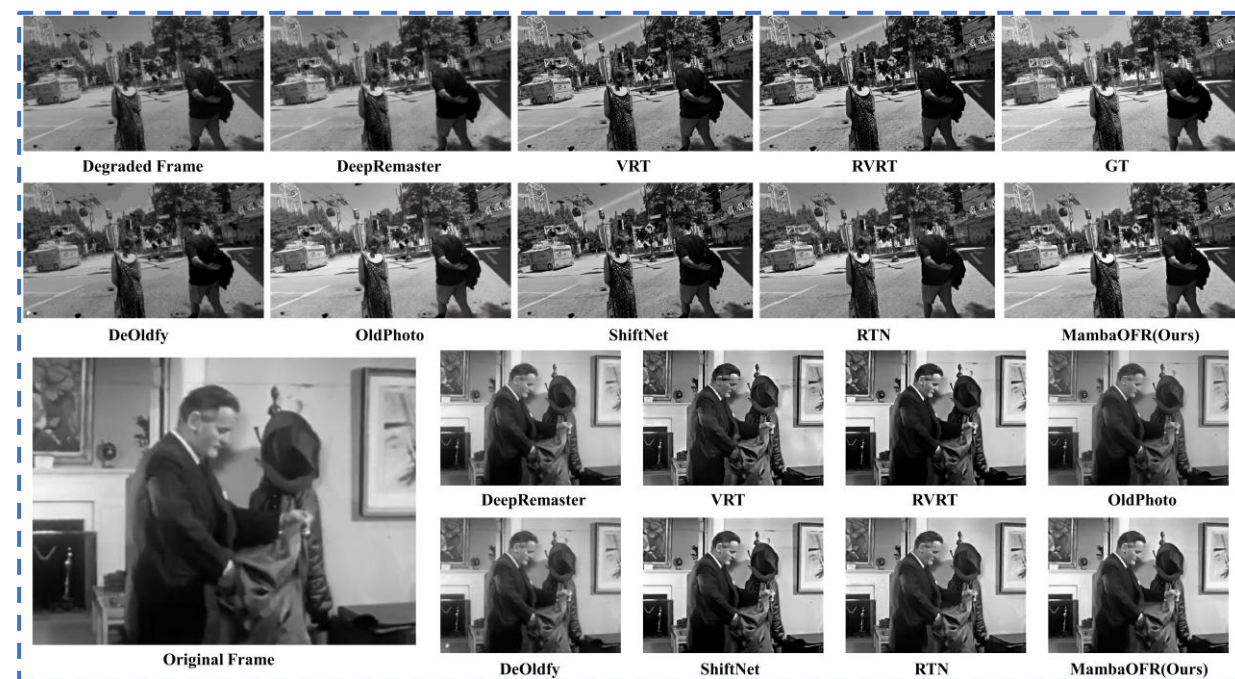 Degraded Frame DeepRemaster VRT RVRT GT
DeOldfy OldPhoto ShiftNet RTN MambaOFR(Ours)
DeepRemaster VRT RVRT OldPhoto
Original Frame
DeOldfy ShiftNet RTN MambaOFR(Ours)